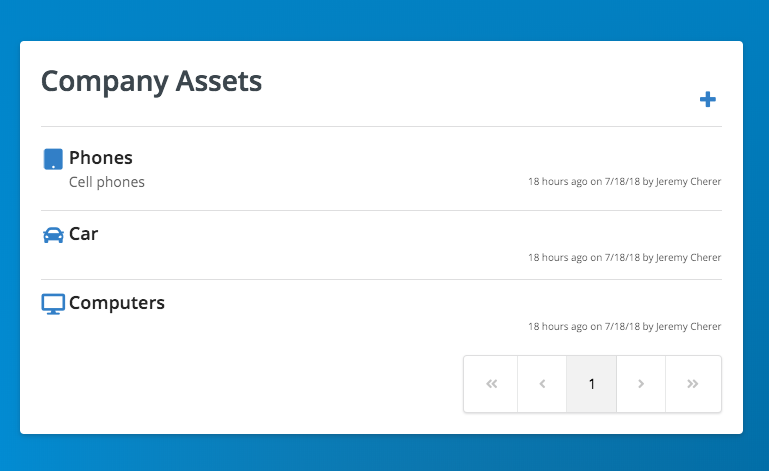 Company Assets
Phones
Cell phones
18 hours ago on 7/18/18 by Jeremy Cherer
Car
18 hours ago on 7/18/18 by Jeremy Cherer
Computers
18 hours ago on 7/18/18 by Jeremy Cherer
« ‹ 1 › »